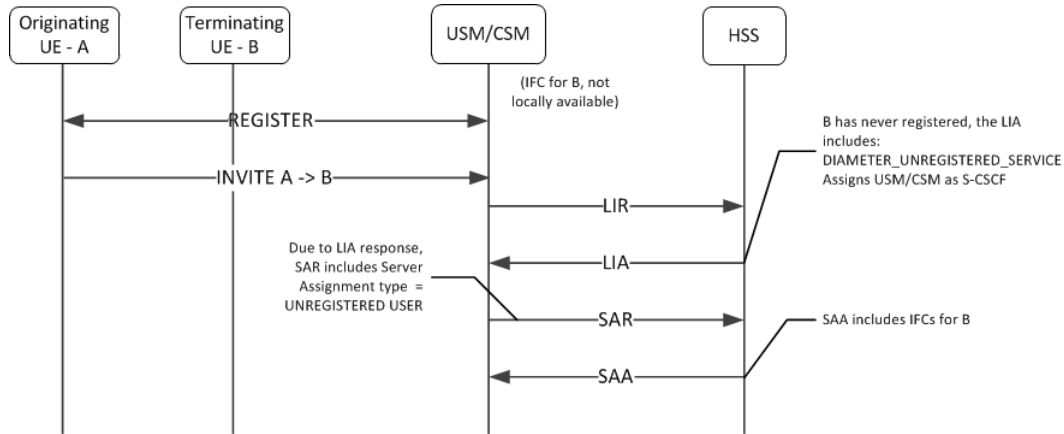 Originating
UE - A
Terminating
UE - B
USM/CSM
HSS
(IFC for B, not
locally available)
REGISTER
B has never registered, the LIA
includes:
DIAMETER_UNREGISTERED_SERVICE
Assigns USM/CSM as S-CSCF
INVITE A -> B
LIR
Due to LIA response,
SAR includes Server
Assignment type =
UNREGISTERED USER
LIA
SAR
SAA includes IFCs for B
SAA